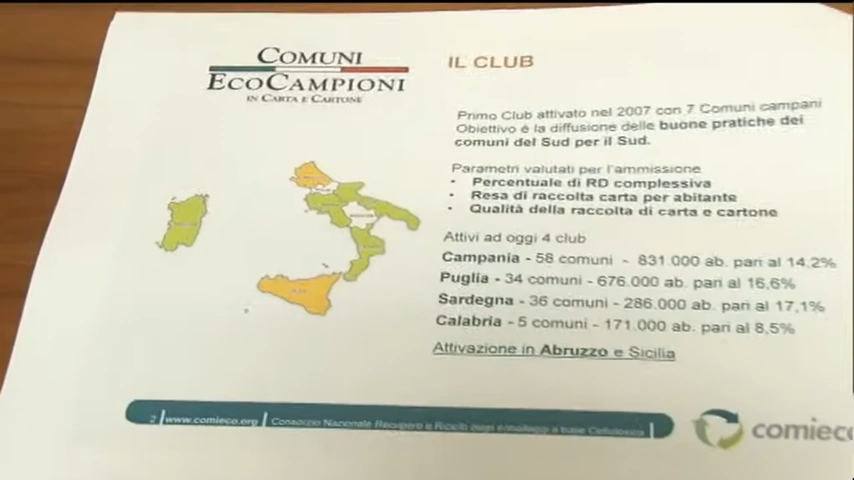 COMUNI
ECOCAMPIONI
IN CARTA E CARTONE
IL CLUB
Primo Club attivato nel 2007 con 7 Comuni campani
Obiettivo é la diffusione delle buone pratiche dei
comuni del Sud per il Sud.
Parametri valutati per l'ammissione
• Percentuale di RD complessiva
• Resa di raccolta carta per abitante
• Qualità della raccolta di carta e cartone
Attivi ad oggi 4 club
Campania - 58 comuni - 831.000 ab. pari al 14,2%
Puglia - 34 comuni - 676.000 ab. pari al 16,6%
Sardegna - 36 comuni - 286.000 ab. pari al 17,1%
Calabria - 5 comuni - 171.000 ab. pari al 8,5%
Attivazione in Abruzzo e Sicilia
2 | www.comieco.org | Consorzio Nazionale Recupero e Riciclo degli Imballaggi a base Cellulosica |
comieco